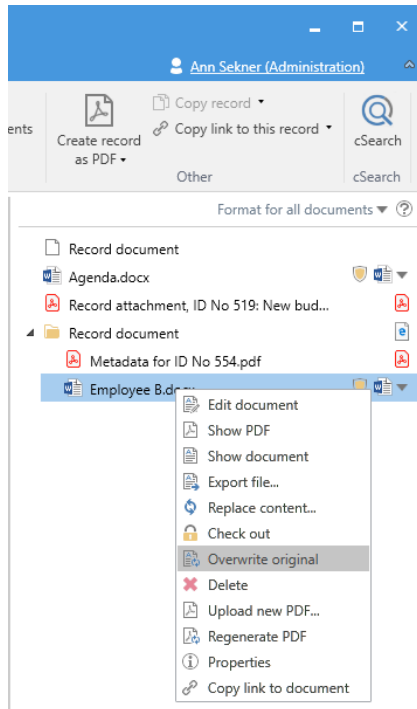 Ann Sekner (Administration)
ents
Create record
as PDF
Copy record
Copy link to this record
Other
cSearch
cSearch
Format for all documents
Record document
Agenda.docx
Record attachment, ID No 519: New bud...
Record document
Metadata for ID No 554.pdf
Employee B.docx
Edit document
Show PDF
Show document
Export file...
Replace content...
Check out
Overwrite original
Delete
Upload new PDF...
Regenerate PDF
Properties
Copy link to document